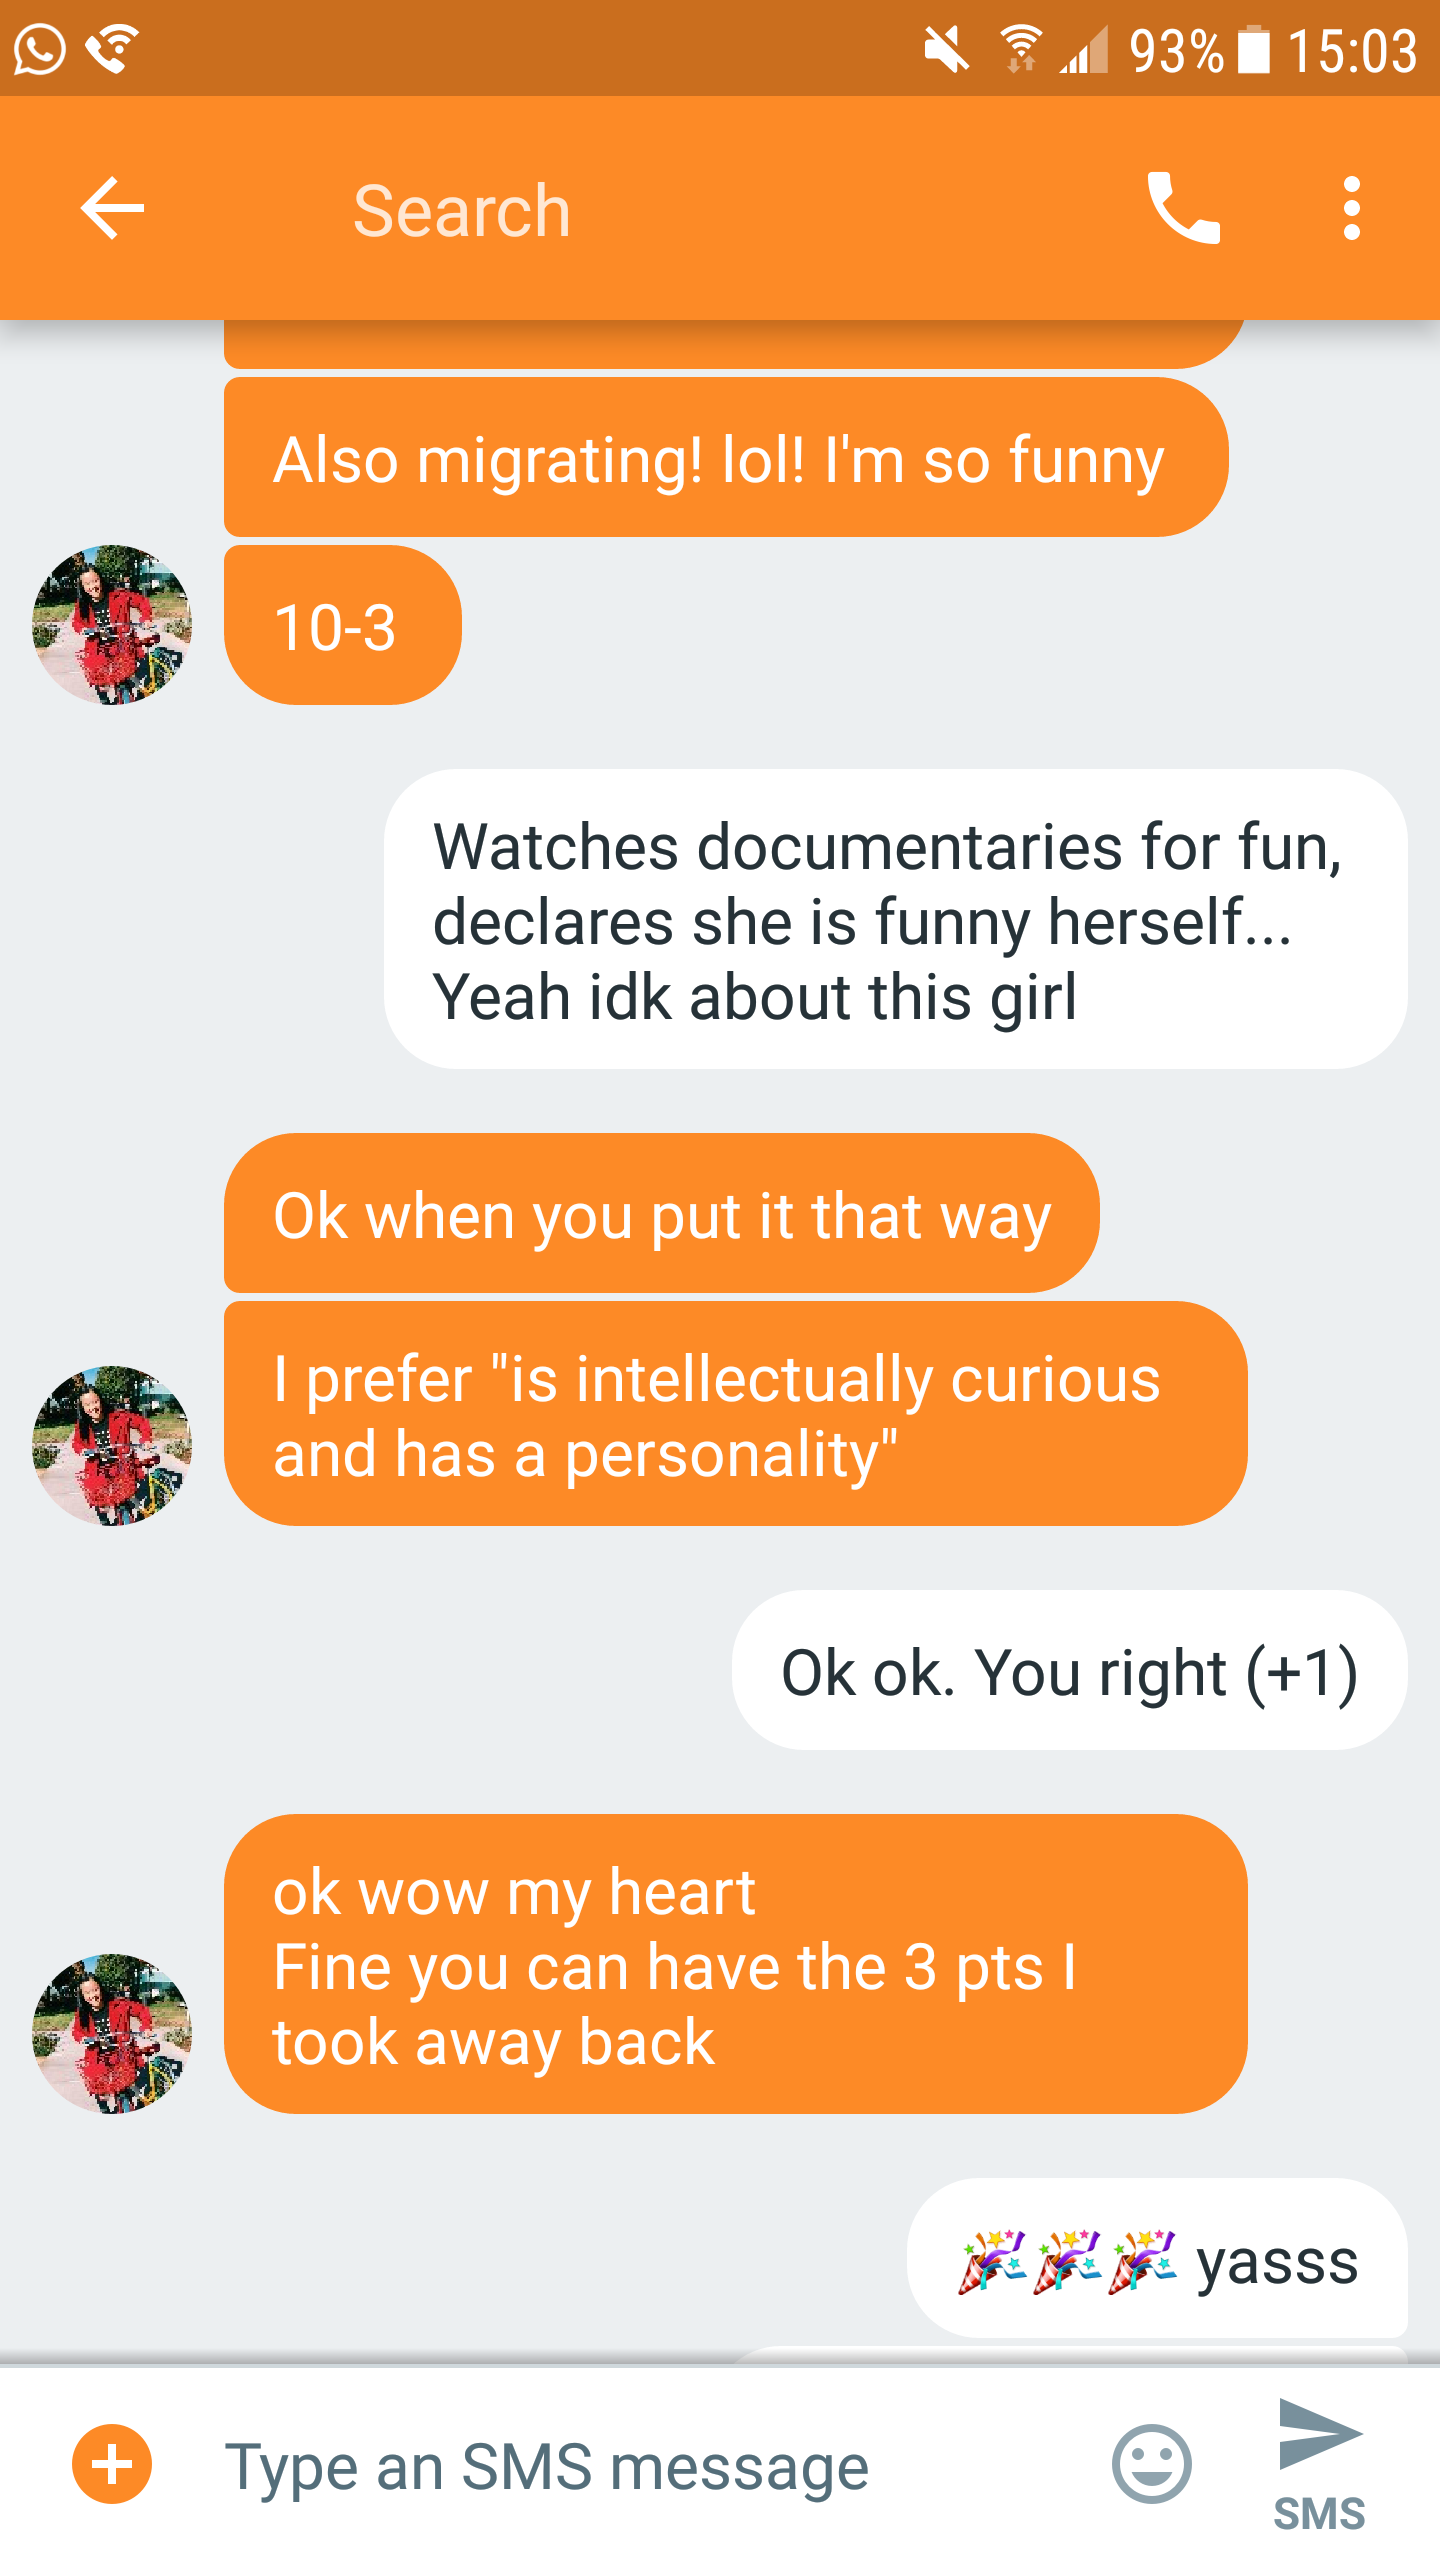 93% 15:03
Search
Also migrating! lol! I'm so funny
10-3
Watches documentaries for fun,
declares she is funny herself...
Yeah idk about this girl
Ok when you put it that way
I prefer "is intellectually curious
and has a personality"
Ok ok. You right (+1)
ok wow my heart
Fine you can have the 3 pts I
took away back
🎉🎉🎉 yasss
Type an SMS message
SMS